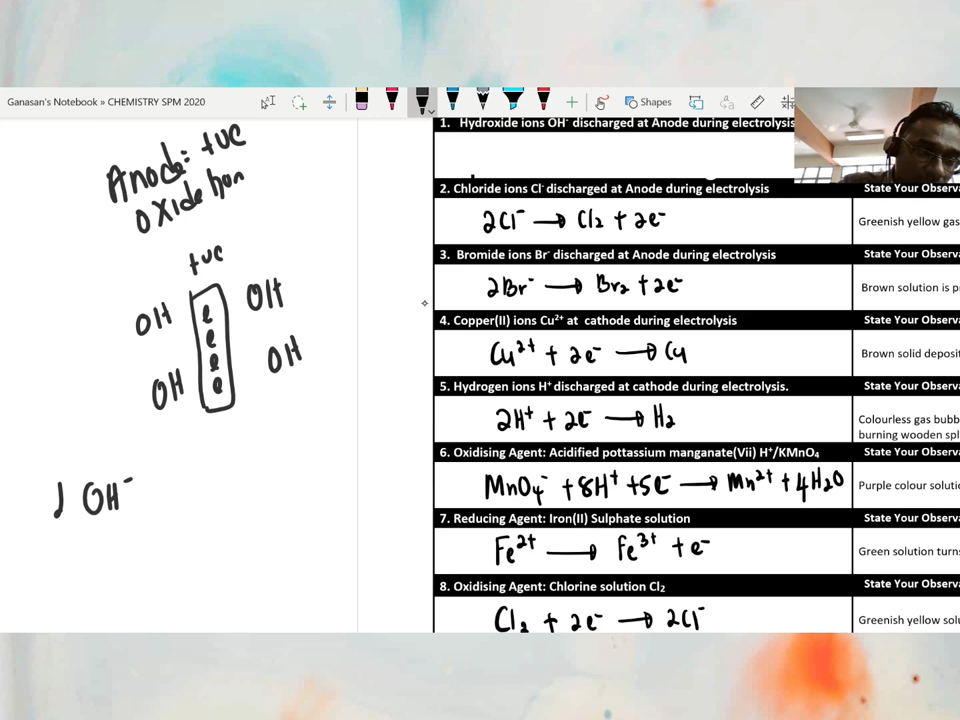 Ganasan's Notebook » CHEMISTRY SPM 2020
Shapes
Anode: +ve
Oxide
+ve
OH e OH
e
OH e OH
e
OH⁻
1. Hydroxide ions OH⁻ discharged at Anode during electrolysis
2. Chloride ions Cl⁻ discharged at Anode during electrolysis State Your Observa
2Cl⁻ → Cl₂ + 2e⁻ Greenish yellow gas
3. Bromide ions Br⁻ discharged at Anode during electrolysis State Your Observa
2Br⁻ → Br₂ + 2e⁻ Brown solution is pr
4. Copper(II) ions Cu²⁺ at cathode during electrolysis State Your Observa
Cu²⁺ + 2e⁻ → Cu Brown solid deposit
5. Hydrogen ions H⁺ discharged at cathode during electrolysis. State Your Observa
2H⁺ + 2e⁻ → H₂ Colourless gas bubb
burning wooden spl
6. Oxidising Agent: Acidified pottassium manganate(Vii) H⁺/KMnO₄ State Your Observa
MnO₄⁻ + 8H⁺ + 5e⁻ → Mn²⁺ + 4H₂O Purple colour solutio
7. Reducing Agent: Iron(II) Sulphate solution State Your Observa
Fe²⁺ → Fe³⁺ + e⁻ Green solution turns
8. Oxidising Agent: Chlorine solution Cl₂ State Your Observa
Cl₂ + 2e⁻ → 2Cl⁻ Greenish yellow solu